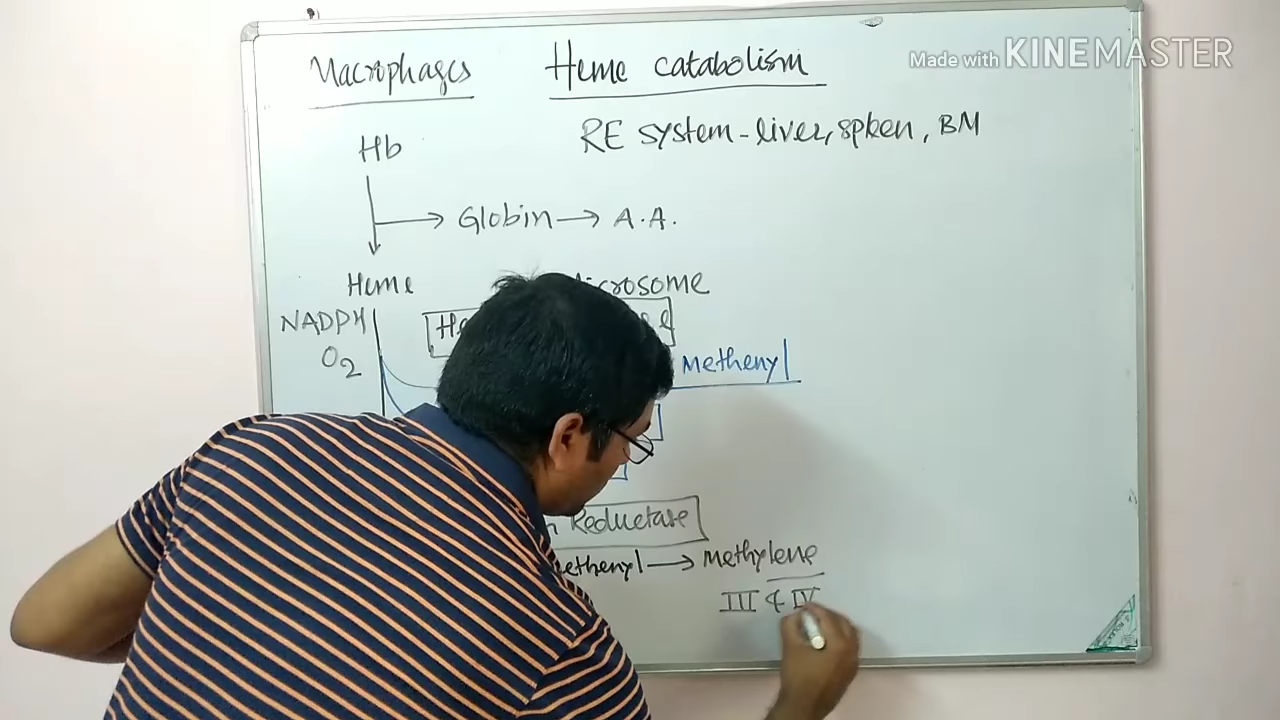 Made with KINEMASTER
Macrophages
Heme catabolism
RE system - liver, spleen, BM
Hb
Globin → A.A.
Heme
NADPH
O2
Methenyl
Reductase
→ methylene
III & IV